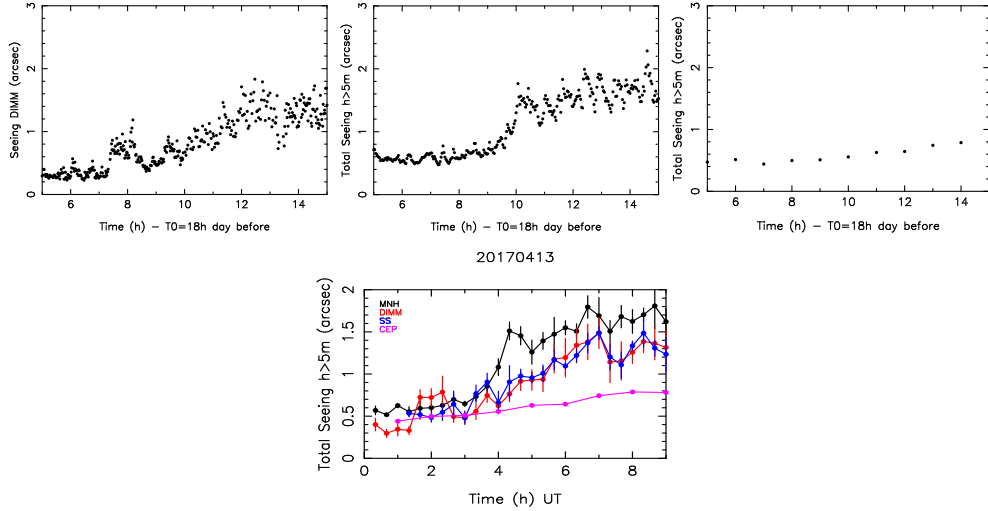 3
2
1
0
Seeing DIMM (arcsec)
6 8 10 12 14
Time (h) − T0=18h day before
3
2
1
0
Total Seeing h>5m (arcsec)
6 8 10 12 14
Time (h) − T0=18h day before
3
2
1
0
Total Seeing h>5m (arcsec)
6 8 10 12 14
Time (h) − T0=18h day before
20170413
2
1.5
1
0.5
0
Total Seeing h>5m (arcsec)
MNH
DIMM
SS
CEP
0 2 4 6 8
Time (h) UT